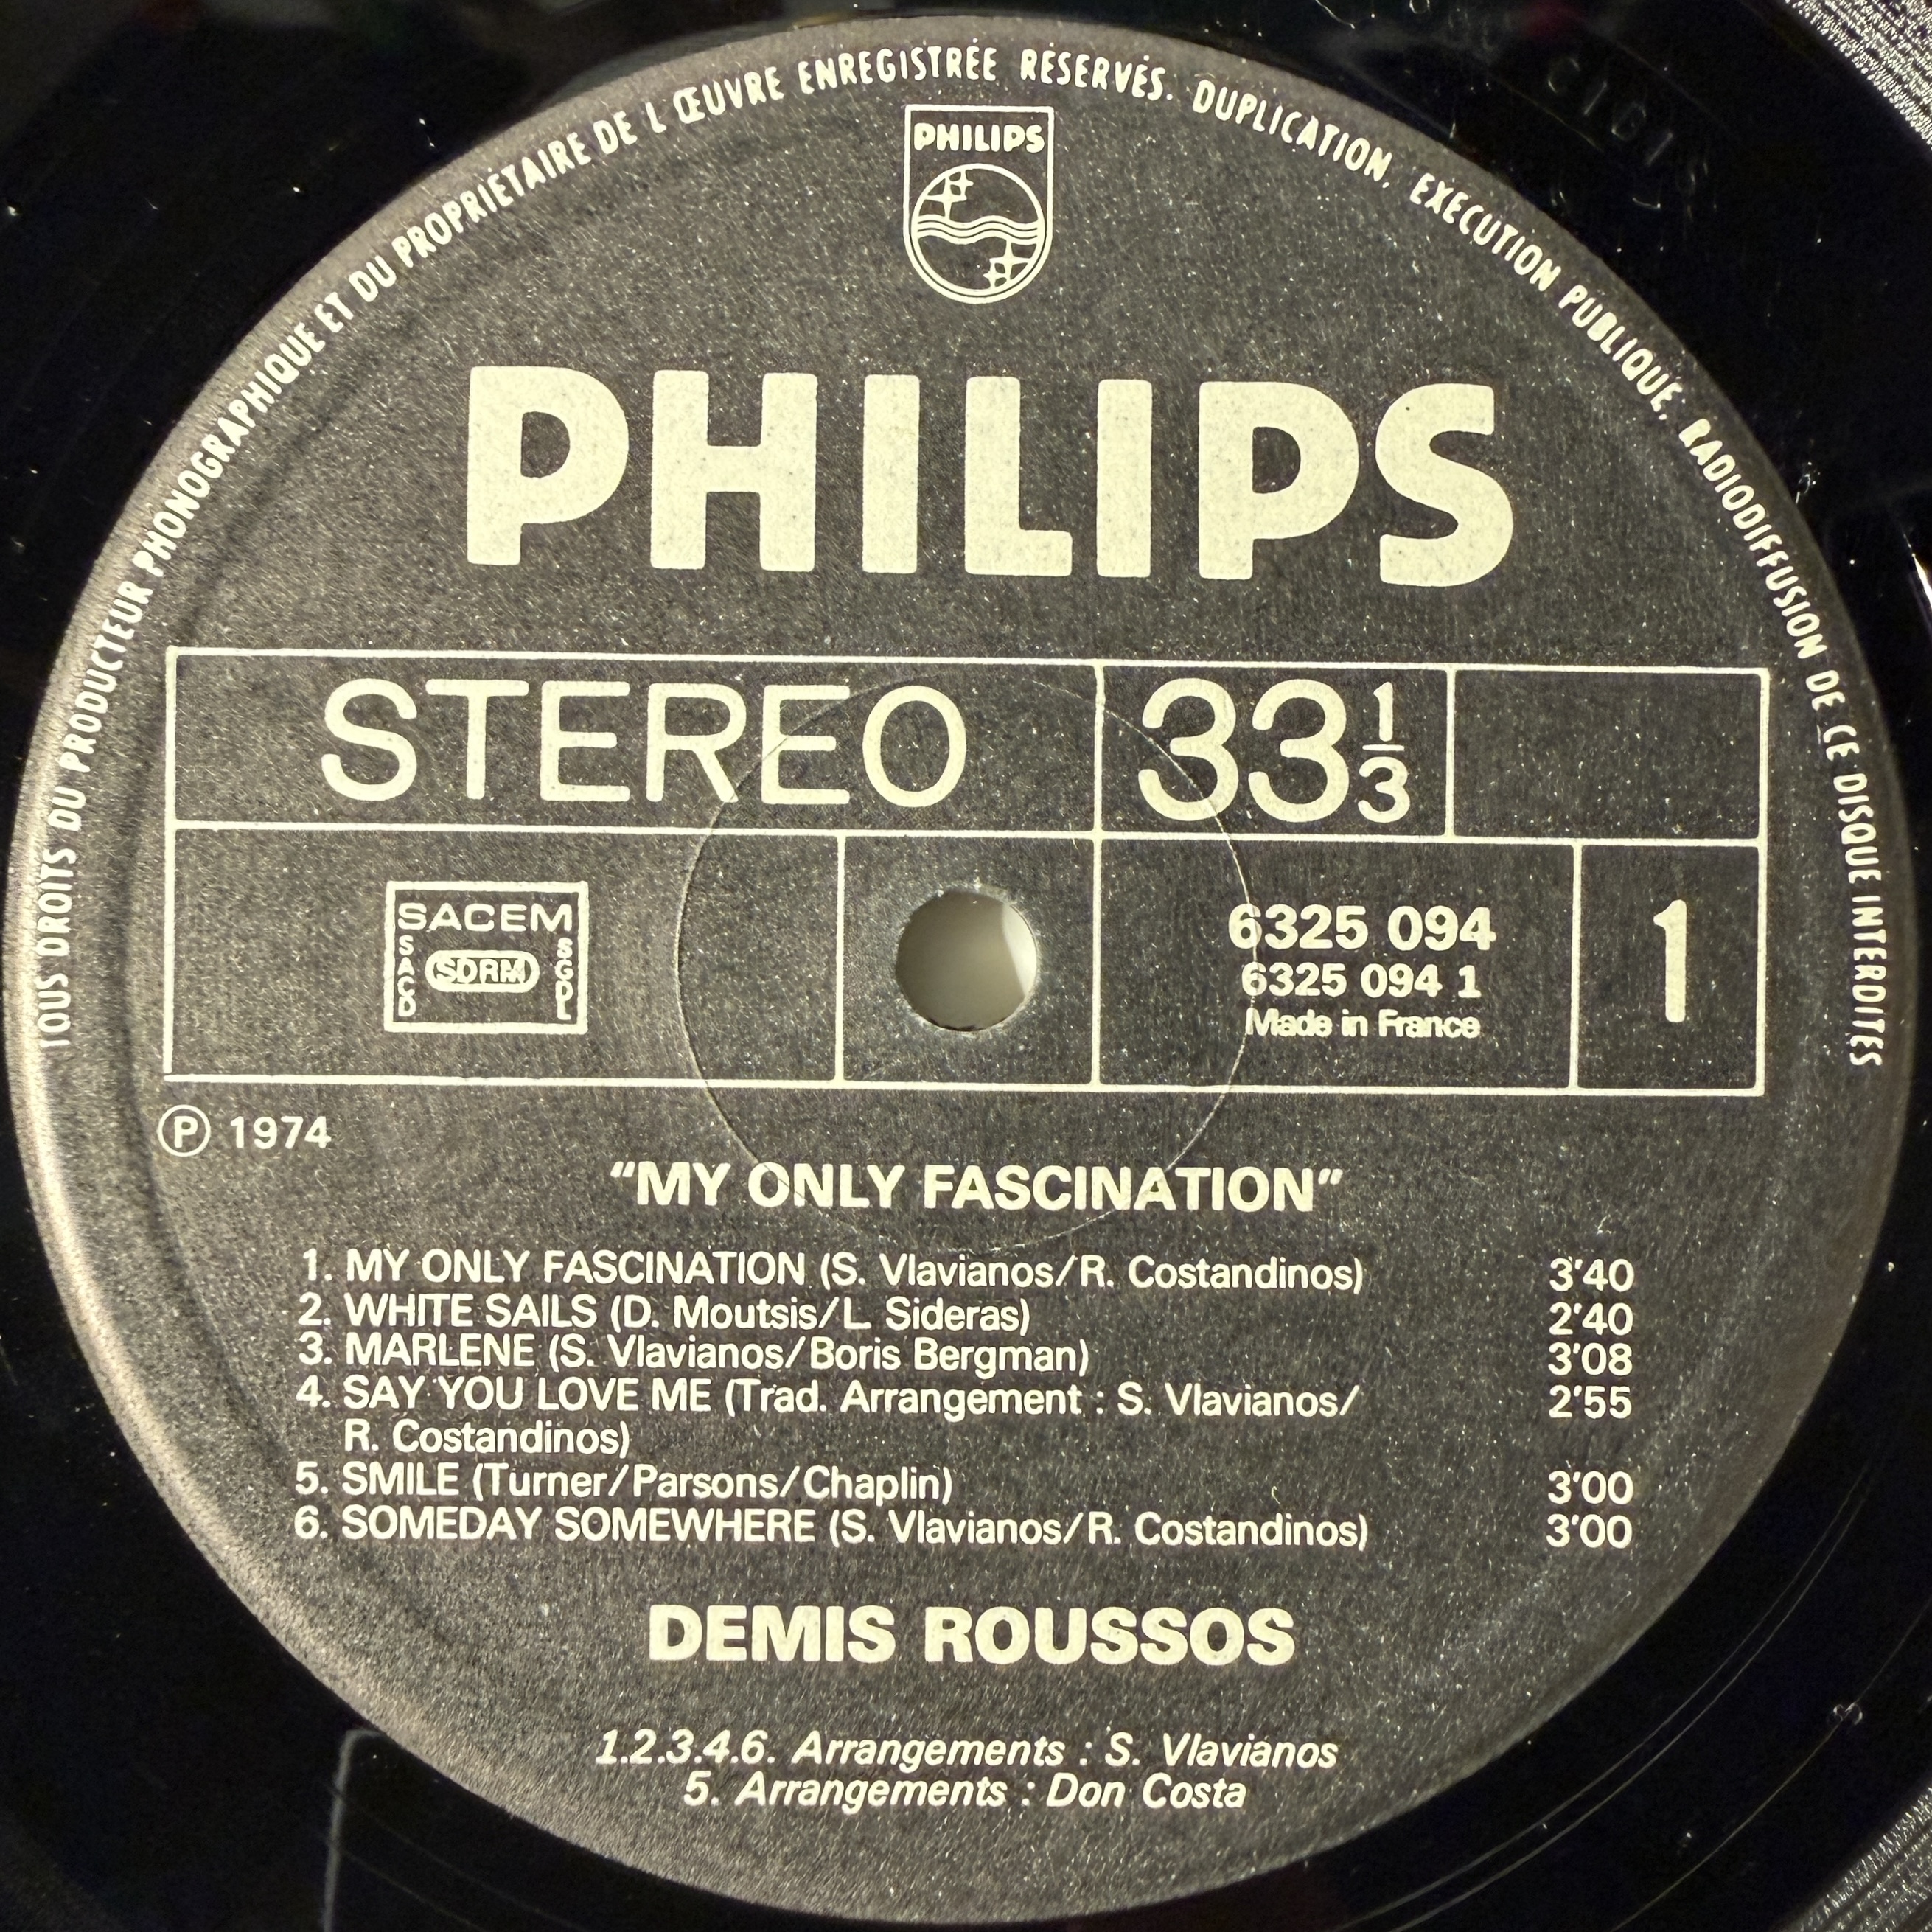 TOUS DROITS DU PRODUCTEUR PHONOGRAPHIQUE ET DU PROPRIÉTAIRE DE L'ŒUVRE ENREGISTRÉE RÉSERVÉS. DUPLICATION, EXÉCUTION PUBLIQUE, RADIODIFFUSION DE CE DISQUE INTERDITES
PHILIPS
PHILIPS
STEREO
33 1/3
SACEM
SACD
SDRM
SGDL
6325 094
6325 094 1
Made in France
1
Ⓟ 1974
"MY ONLY FASCINATION"
1. MY ONLY FASCINATION (S. Vlavianos/R. Costandinos) 3'40
2. WHITE SAILS (D. Moutsis/L. Sideras) 2'40
3. MARLENE (S. Vlavianos/Boris Bergman) 3'08
4. SAY YOU LOVE ME (Trad. Arrangement : S. Vlavianos/ 2'55
R. Costandinos)
5. SMILE (Turner/Parsons/Chaplin) 3'00
6. SOMEDAY SOMEWHERE (S. Vlavianos/R. Costandinos) 3'00
DEMIS ROUSSOS
1.2.3.4.6. Arrangements : S. Vlavianos
5. Arrangements : Don Costa